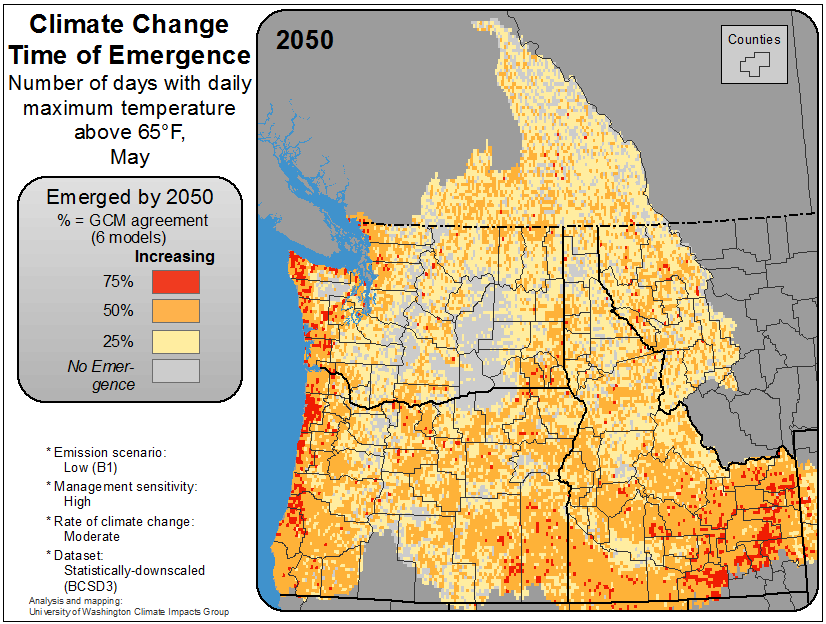 Climate Change
Time of Emergence
Number of days with daily
maximum temperature
above 65°F,
May
Emerged by 2050
% = GCM agreement
(6 models)
Increasing
75%
50%
25%
No Emer-
gence
* Emission scenario:
Low (B1)
* Management sensitivity:
High
* Rate of climate change:
Moderate
* Dataset:
Statistically-downscaled
(BCSD3)
Analysis and mapping:
University of Washington Climate Impacts Group
2050
Counties